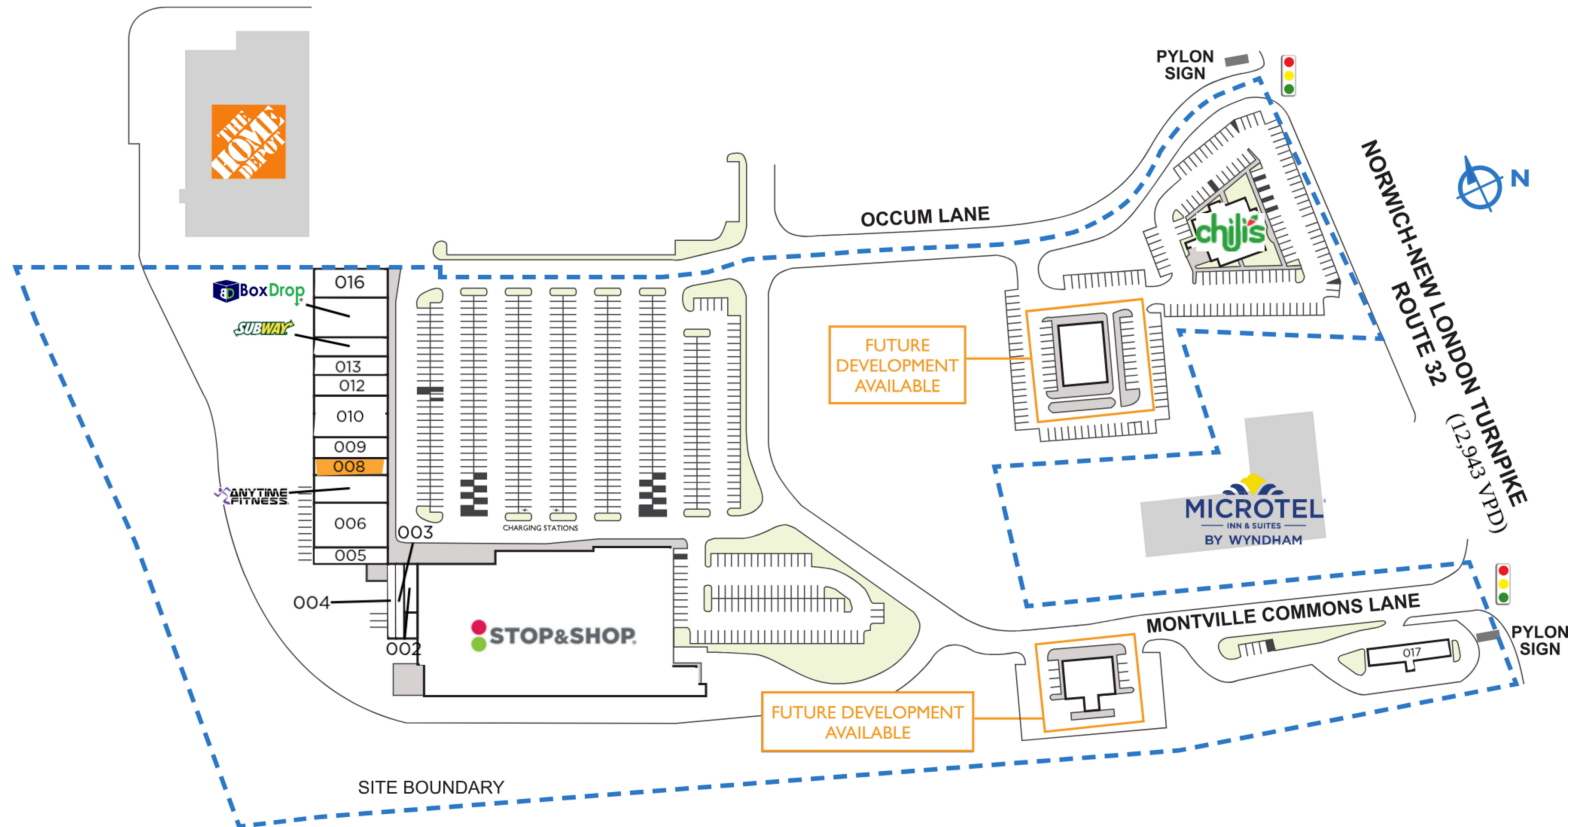 PYLON
SIGN
THE
HOME
DEPOT
NORWICH-NEW LONDON TURNPIKE
ROUTE 32
(12,943 VPD)
N
OCCUM LANE
chili's
016
BoxDrop
SUBWAY
013
012
010
009
008
ANYTIME
FITNESS
006
005
003
004
002
CHARGING STATIONS
FUTURE
DEVELOPMENT
AVAILABLE
MICROTEL
INN & SUITES
BY WYNDHAM
STOP&SHOP
MONTVILLE COMMONS LANE
017
PYLON
SIGN
FUTURE DEVELOPMENT
AVAILABLE
SITE BOUNDARY